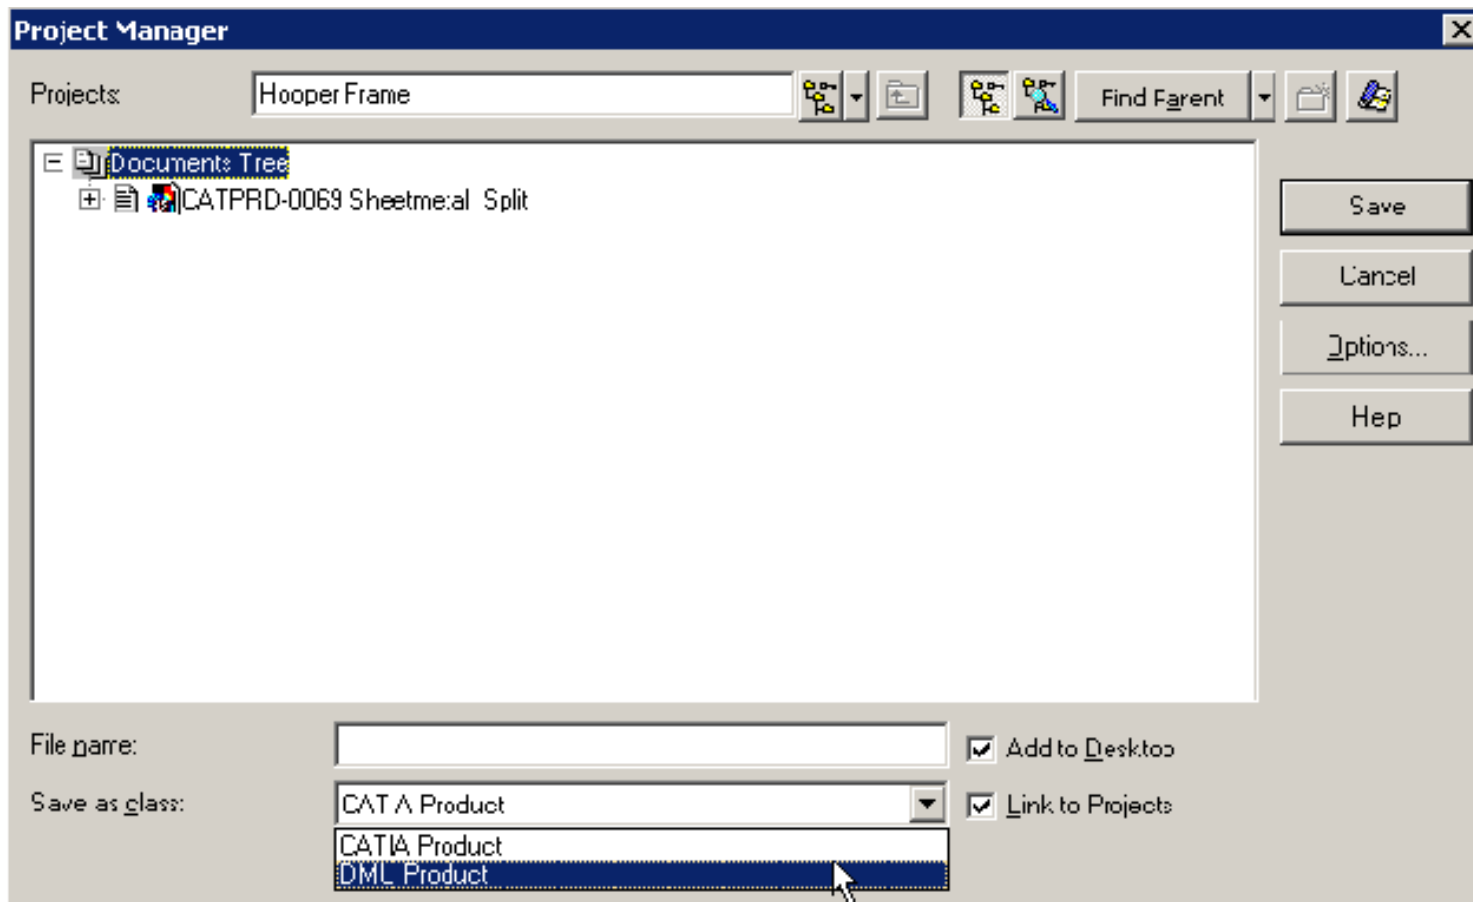 Project Manager
Projects: Hooper Frame Find Parent
Documents Tree
CATPRD-0069 Sheetmetal Split
Save
Cancel
Options...
Help
File name:
Add to Desktop
Save as class: CATIA Product
Link to Projects
CATIA Product
DML Product